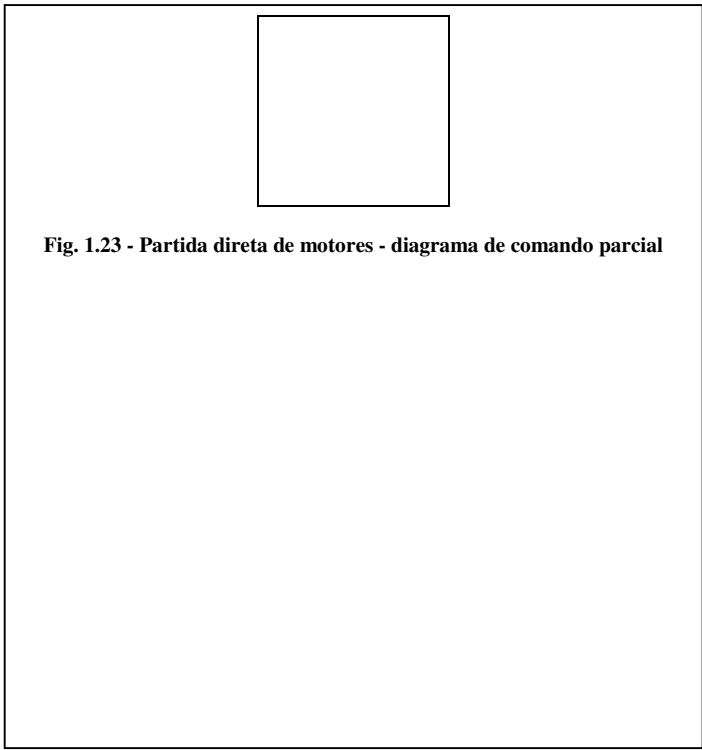 Fig. 1.23 - Partida direta de motores - diagrama de comando parcial